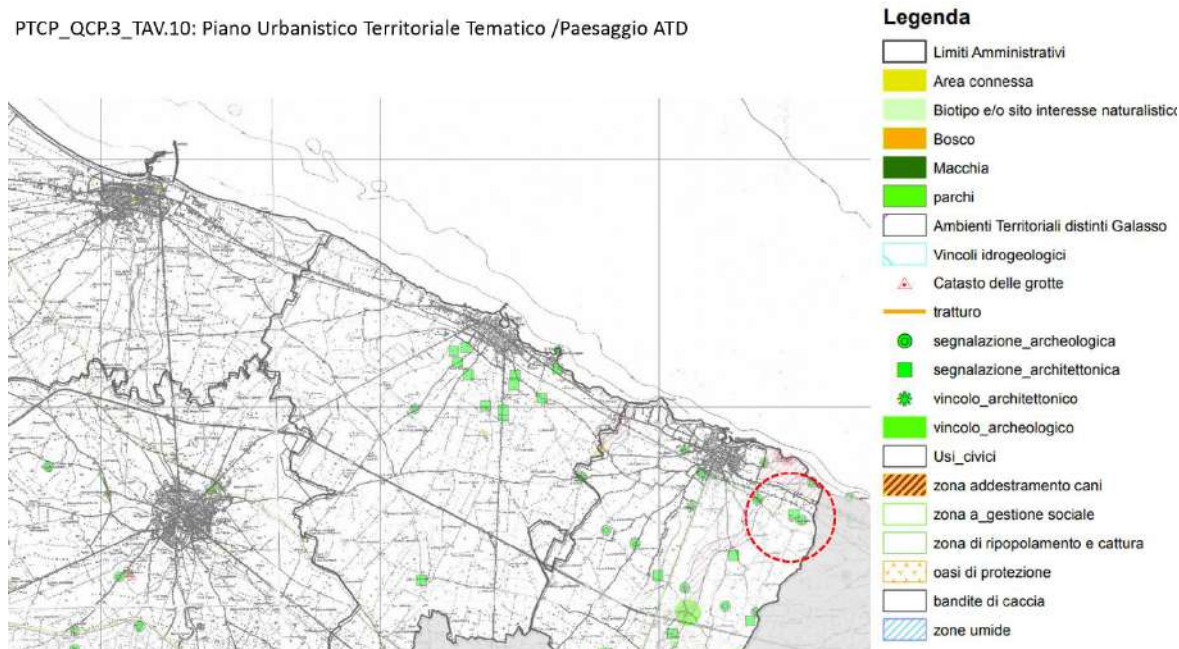 PTCP_QCP.3_TAV.10: Piano Urbanistico Territoriale Tematico /Paesaggio ATD
Legenda
Limiti Amministrativi
Area connessa
Biotipo e/o sito interesse naturalistico
Bosco
Macchia
parchi
Ambienti Territoriali distinti Galasso
Vincoli idrogeologici
Catasto delle grotte
tratturo
segnalazione_archeologica
segnalazione_architettonica
vincolo_architettonico
vincolo_archeologico
Usi_civici
zona addestramento cani
zona a_gestione sociale
zona di ripopolamento e cattura
oasi di protezione
bandite di caccia
zone umide